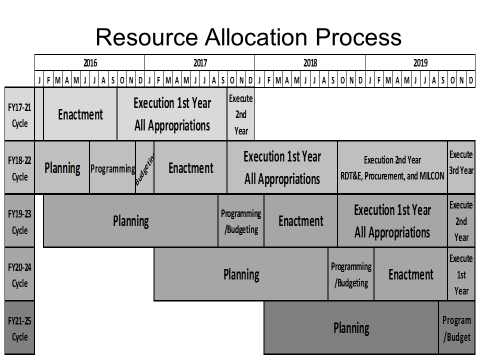 Resource Allocation Process
2016 2017 2018 2019
J F M A M J J A S O N D J F M A M J J A S O N D J F M A M J J A S O N D J F M A M J J A S O N D
FY17-21
Cycle
Enactment
Execution 1st Year
All Appropriations
Execute
2nd
Year
FY18-22
Cycle
Planning
Programming
Budgeting
Enactment
Execution 1st Year
All Appropriations
Execution 2nd Year
RDT&E, Procurement, and MILCON
Execute
3rd Year
FY19-23
Cycle
Planning
Programming
/Budgeting
Enactment
Execution 1st Year
All Appropriations
Execute
2nd
Year
FY20-24
Cycle
Planning
Programming
/Budgeting
Enactment
Execute
1st
Year
FY21-25
Cycle
Planning
Program
/Budget